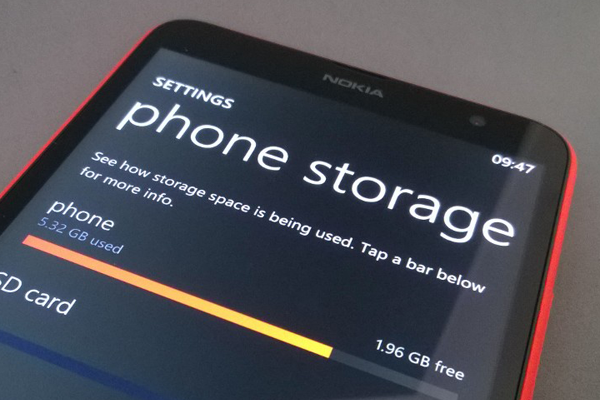 NOKIA
09:47
SETTINGS
phone storage
See how storage space is being used. Tap a bar below
for more info.
phone
5.32 GB used
1.96 GB free
SD card